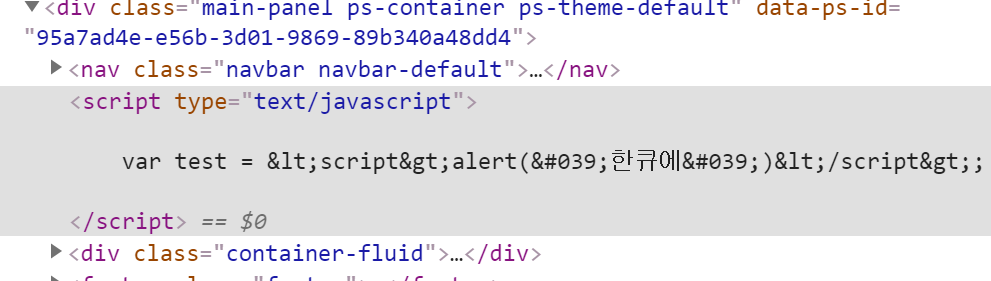 ▼<div class="main-panel ps-container ps-theme-default" data-ps-id=
"95a7ad4e-e56b-3d01-9869-89b340a48dd4">
▶<nav class="navbar navbar-default">…</nav>
<script type="text/javascript">
var test = &lt;script&gt;alert(&#039;한큐에&#039;)&lt;/script&gt;;
</script> == $0
▶<div class="container-fluid">…</div>